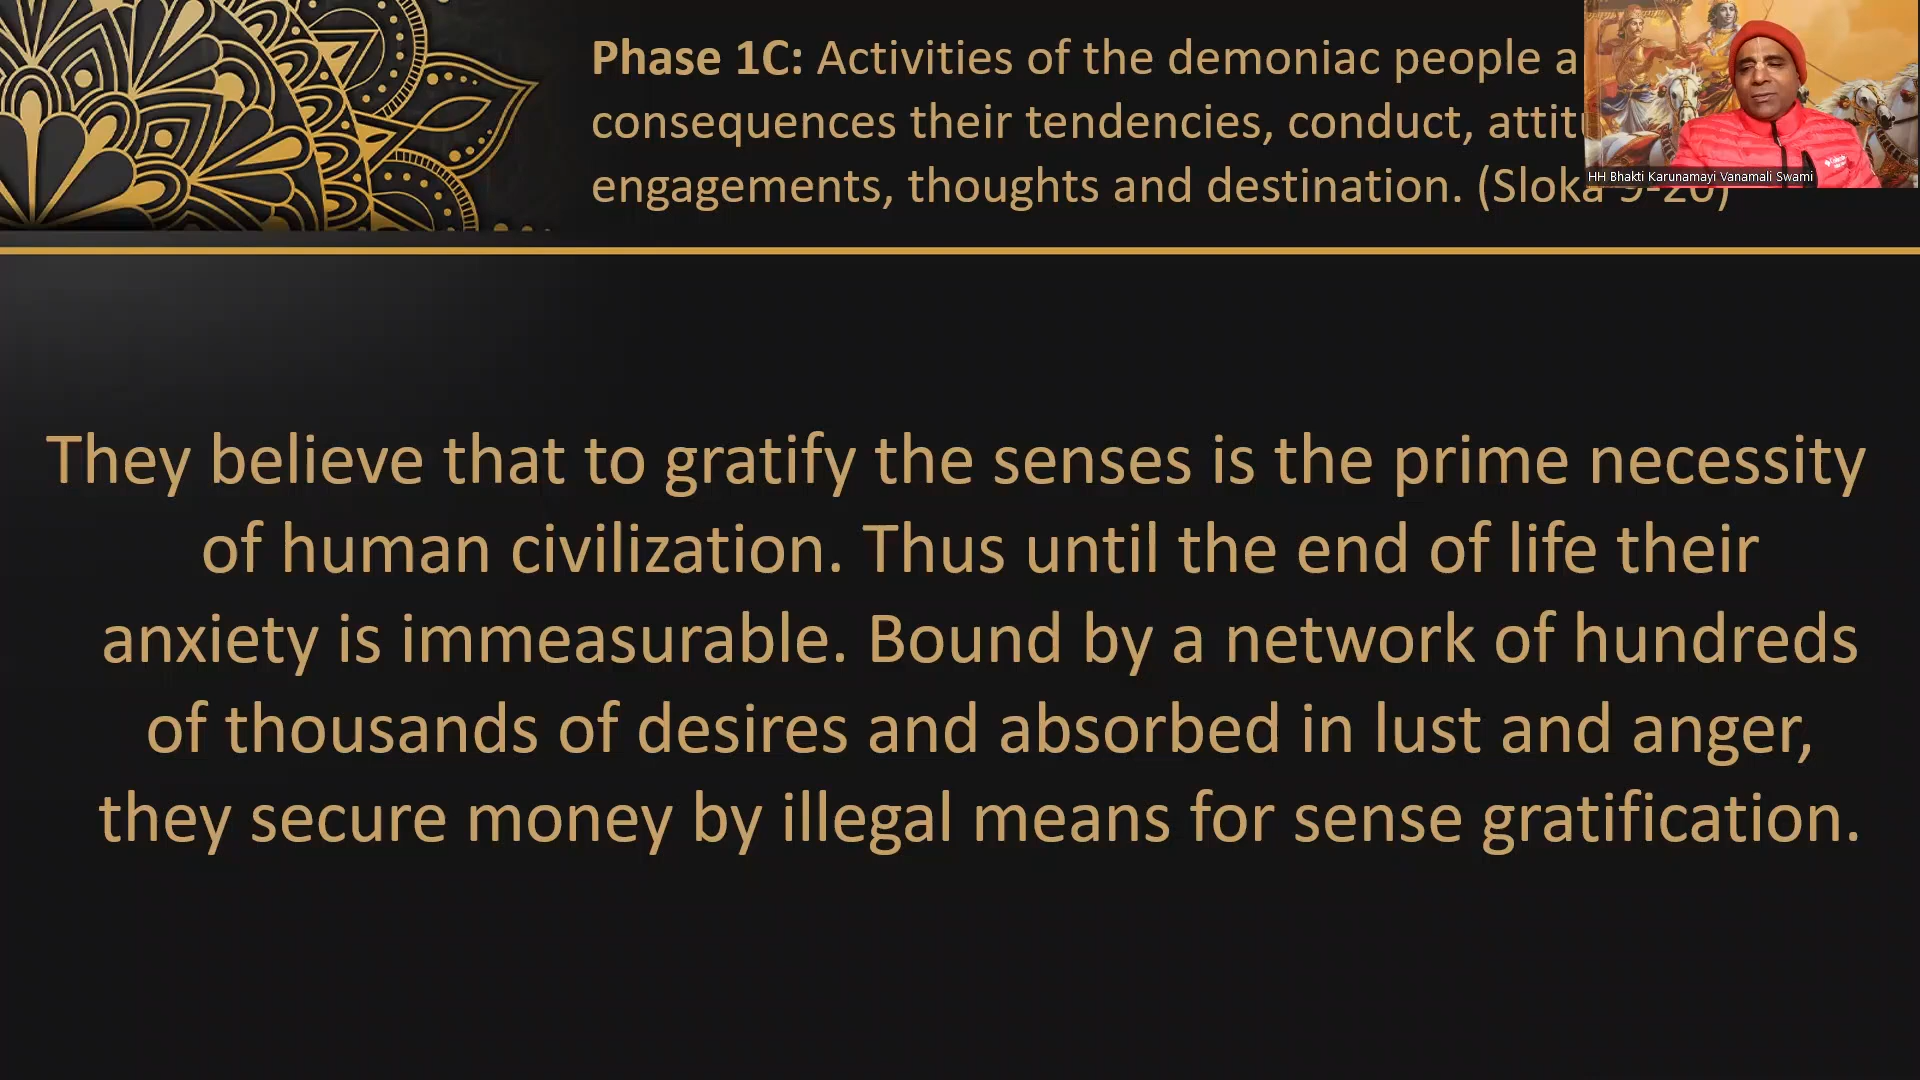 Phase 1C: Activities of the demoniac people a
consequences their tendencies, conduct,
engagements, thoughts and destination. (Sloka 9-20)
HH Bhakti Karunamayi Vanamali Swami
They believe that to gratify the senses is the prime necessity
of human civilization. Thus until the end of life their
anxiety is immeasurable. Bound by a network of hundreds
of thousands of desires and absorbed in lust and anger,
they secure money by illegal means for sense gratification.